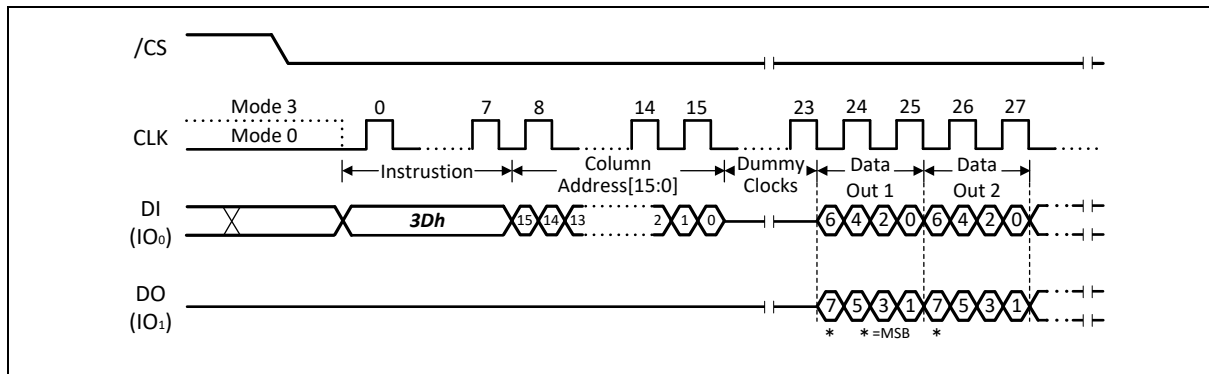 /CS
Mode 3
Mode 0
CLK
0 7 8 14 15 23 24 25 26 27
Instrustion
Column
Address[15:0]
Dummy
Clocks
Data
Out 1
Data
Out 2
DI
(IO0)
3Dh
15 14 13 2 1 0 6 4 2 0 6 4 2 0
DO
(IO1)
7 5 3 1 7 5 3 1
* * =MSB *